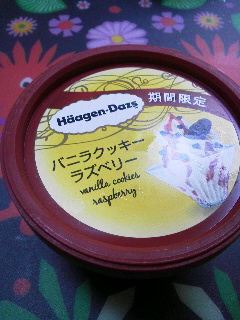 Häagen-Dazs
期間限定
バニラクッキー
ラズベリー
vanilla cookies
raspberry